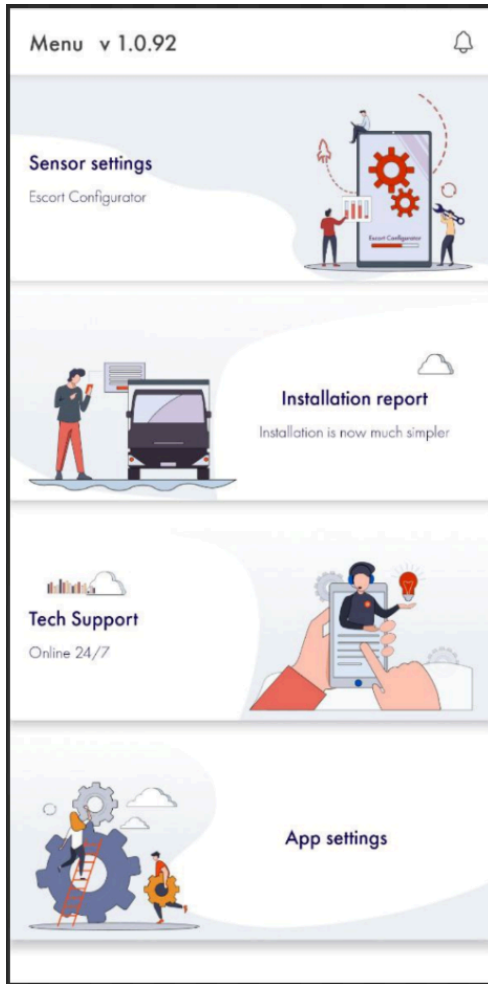 Menu v 1.0.92
Sensor settings
Escort Configurator
Escort Configurator
Installation report
Installation is now much simpler
Tech Support
Online 24/7
App settings